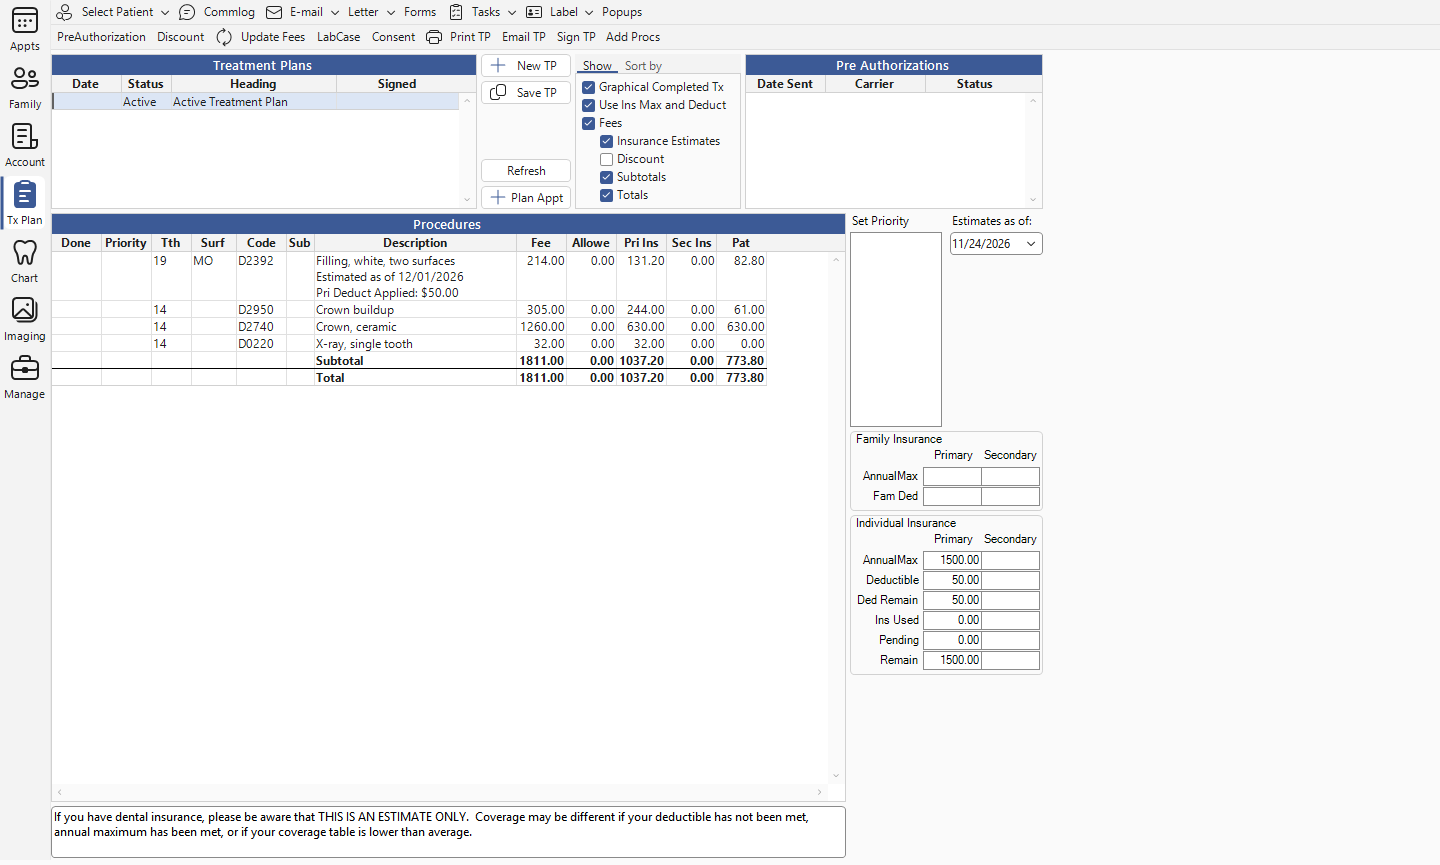 Select Patient Commlog E-mail Letter Forms Tasks Label Popups
PreAuthorization Discount Update Fees LabCase Consent Print TP Email TP Sign TP Add Procs
Appts
Family
Account
Tx Plan
Chart
Imaging
Manage
Treatment Plans
Date Status Heading Signed
Active Active Treatment Plan
New TP
Save TP
Refresh
Plan Appt
Show Sort by
Graphical Completed Tx
Use Ins Max and Deduct
Fees
Insurance Estimates
Discount
Subtotals
Totals
Pre Authorizations
Date Sent Carrier Status
Procedures
Done Priority Tth Surf Code Sub Description Fee Allowe Pri Ins Sec Ins Pat
19 MO D2392 Filling, white, two surfaces 214.00 0.00 131.20 0.00 82.80
Estimated as of 12/01/2026
Pri Deduct Applied: $50.00
14 D2950 Crown buildup 305.00 0.00 244.00 0.00 61.00
14 D2740 Crown, ceramic 1260.00 0.00 630.00 0.00 630.00
14 D0220 X-ray, single tooth 32.00 0.00 32.00 0.00 0.00
Subtotal 1811.00 0.00 1037.20 0.00 773.80
Total 1811.00 0.00 1037.20 0.00 773.80
Set Priority
Estimates as of:
11/24/2026
Family Insurance
Primary Secondary
AnnualMax
Fam Ded
Individual Insurance
Primary Secondary
AnnualMax 1500.00
Deductible 50.00
Ded Remain 50.00
Ins Used 0.00
Pending 0.00
Remain 1500.00
If you have dental insurance, please be aware that THIS IS AN ESTIMATE ONLY.  Coverage may be different if your deductible has not been met,
annual maximum has been met, or if your coverage table is lower than average.